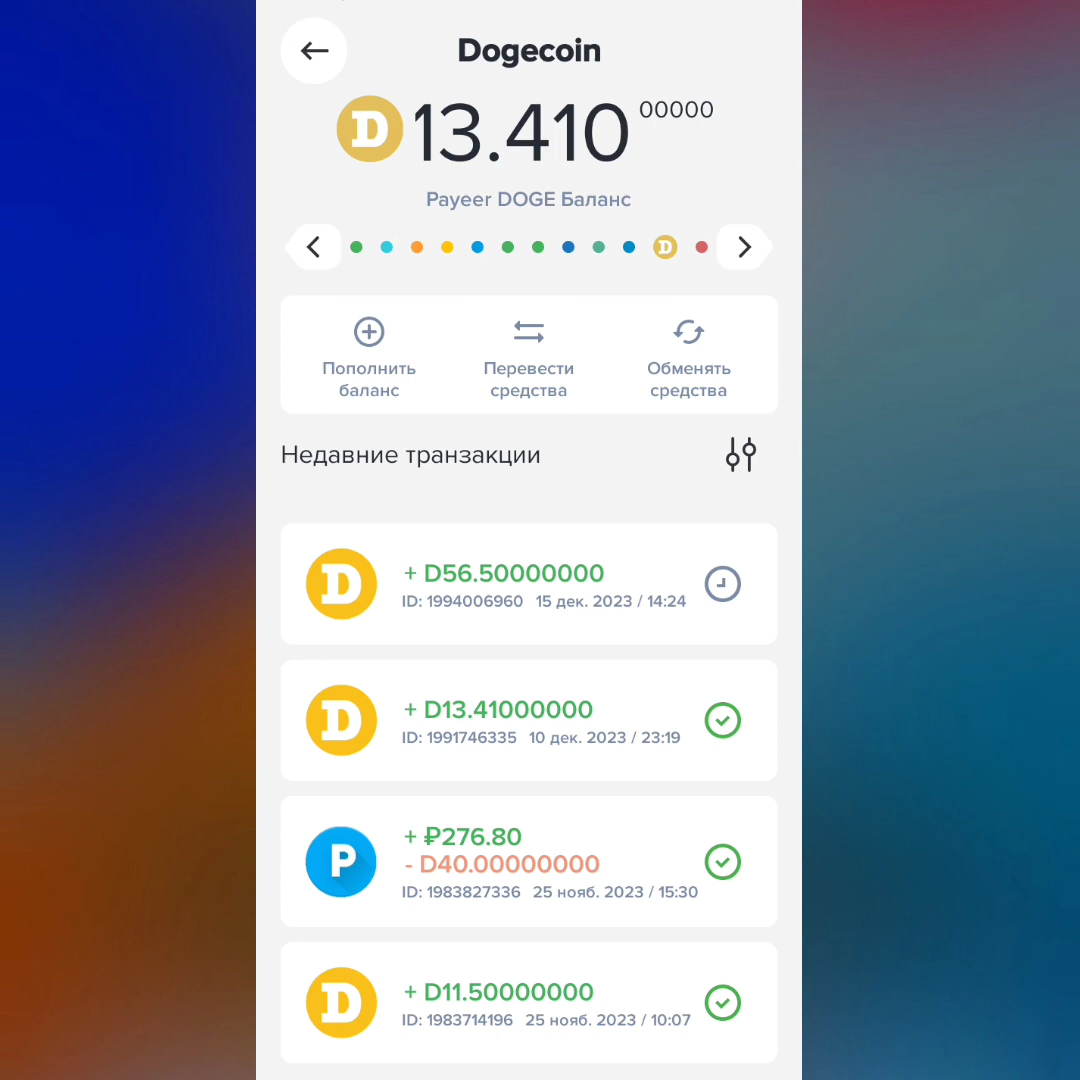 Dogecoin
D 13.410 00000
Payeer DOGE Баланс
D
Пополнить
баланс
Перевести
средства
Обменять
средства
Недавние транзакции
D
+ D56.50000000
ID: 1994006960 15 дек. 2023 / 14:24
D
+ D13.41000000
ID: 1991746335 10 дек. 2023 / 23:19
P
+ ₽276.80
- D40.00000000
ID: 1983827336 25 нояб. 2023 / 15:30
D
+ D11.50000000
ID: 1983714196 25 нояб. 2023 / 10:07